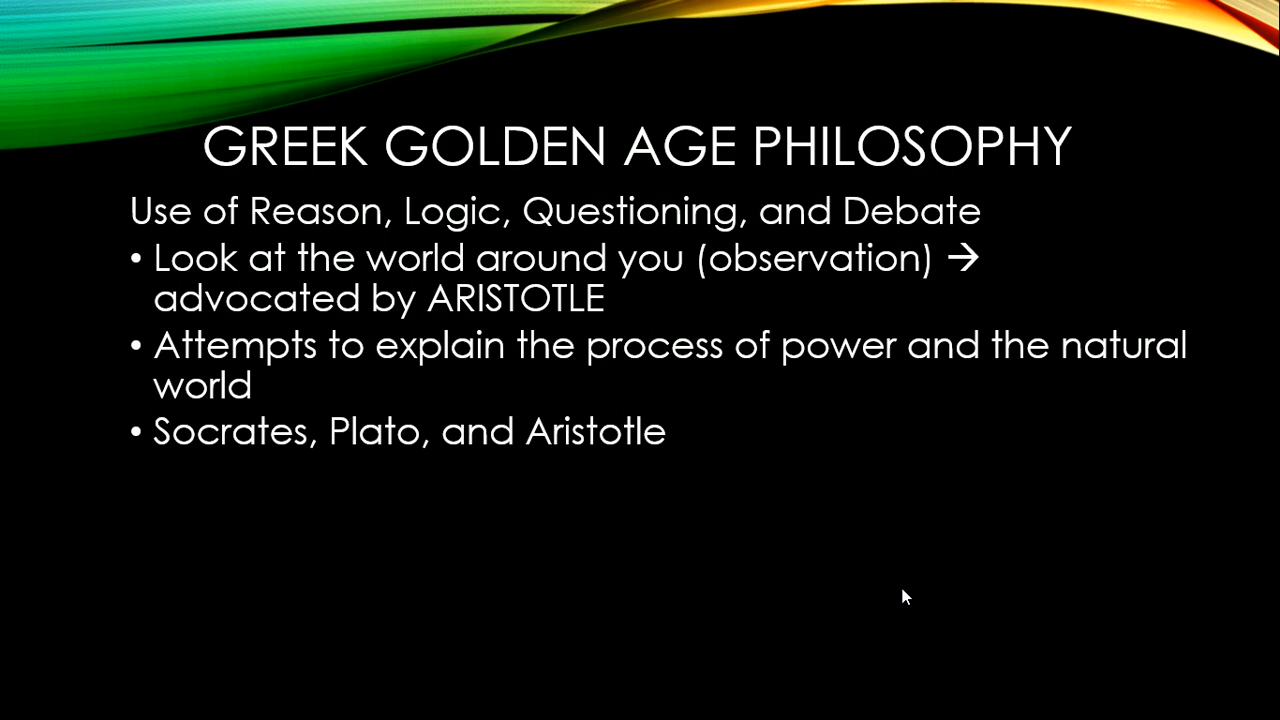 GREEK GOLDEN AGE PHILOSOPHY
Use of Reason, Logic, Questioning, and Debate
• Look at the world around you (observation) →
advocated by ARISTOTLE
• Attempts to explain the process of power and the natural
world
• Socrates, Plato, and Aristotle